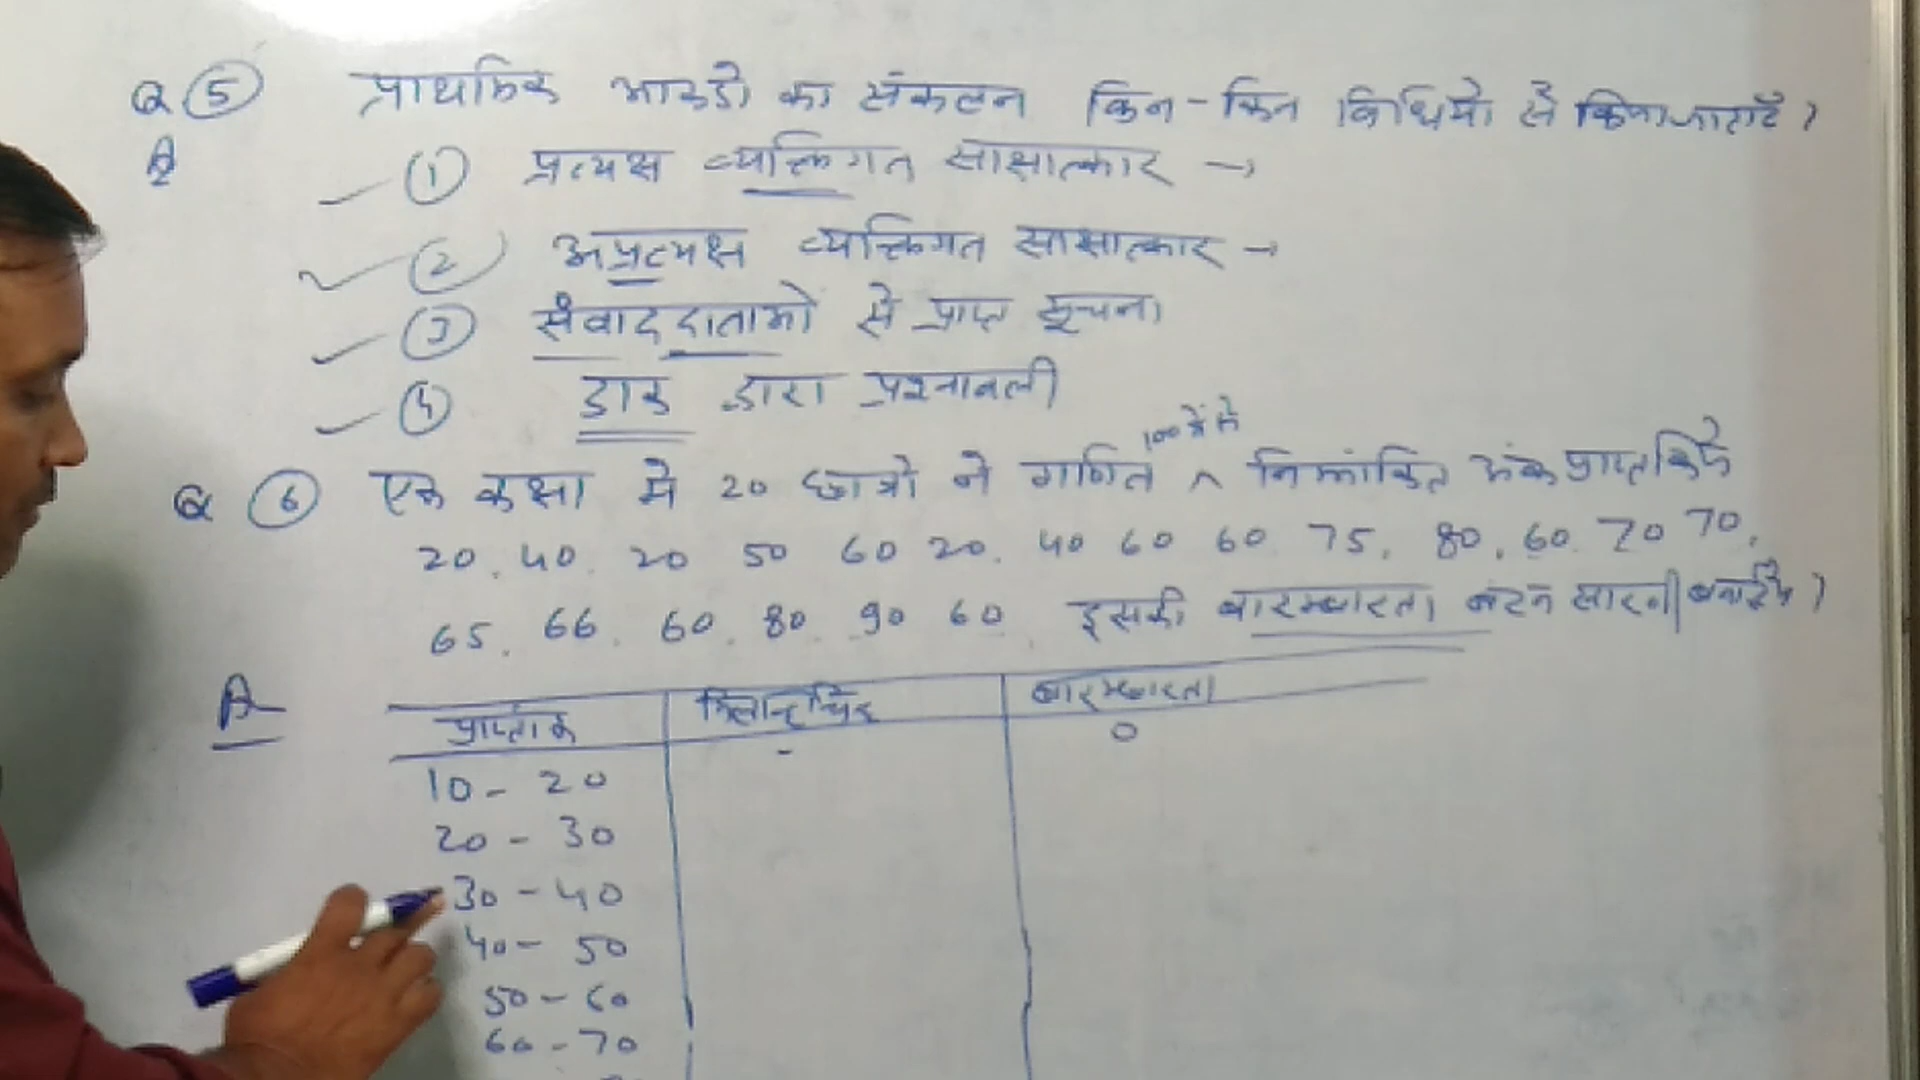 Q ⑤ प्राथमिक आकडो का संकलन किन-किन विधियो से किया जाता है?
A
① प्रत्यक्ष व्यक्तिगत साक्षात्कार →
② अप्रत्यक्ष व्यक्तिगत साक्षात्कार →
③ संवाददाताओ से प्राप्त सूचना
④ डाक द्वारा प्रश्नावली
100 में से
Q ⑥ एक कक्षा मे 20 छात्रो ने गणित ^ निम्नांकित अंक प्राप्त किये
20. 40. 20 50 60 20. 40 60 60. 75. 80. 60. 70 70.
65. 66. 60. 80. 90 60. इसकी बारम्बारता बंटन सारनी बनाइये?
A
प्राप्तांक मिलान चिह्न बारम्बारता
10 - 20 - 0
20 - 30
30 - 40
40 - 50
50 - 60
60 - 70